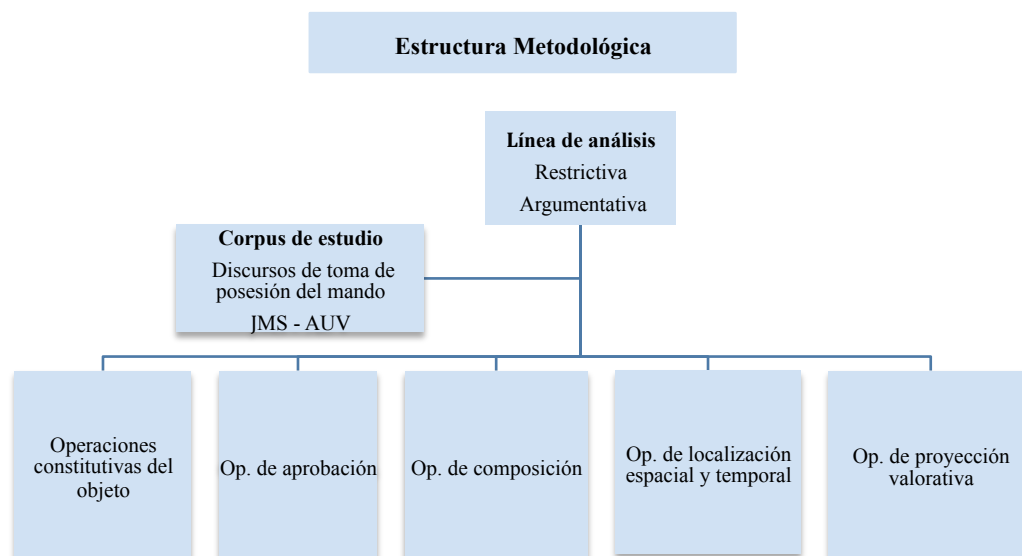 Estructura Metodológica
Línea de análisis
Restrictiva
Argumentativa
Corpus de estudio
Discursos de toma de
posesión del mando
JMS - AUV
Operaciones
constitutivas del
objeto
Op. de aprobación
Op. de composición
Op. de localización
espacial y temporal
Op. de proyección
valorativa